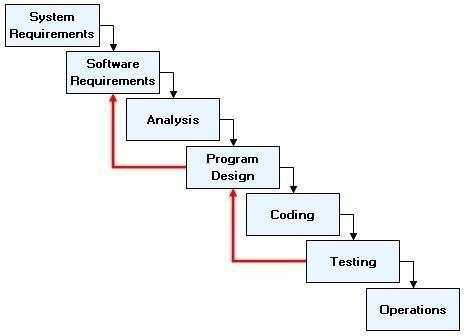 System
Requirements
Software
Requirements
Analysis
Program
Design
Coding
Testing
Operations